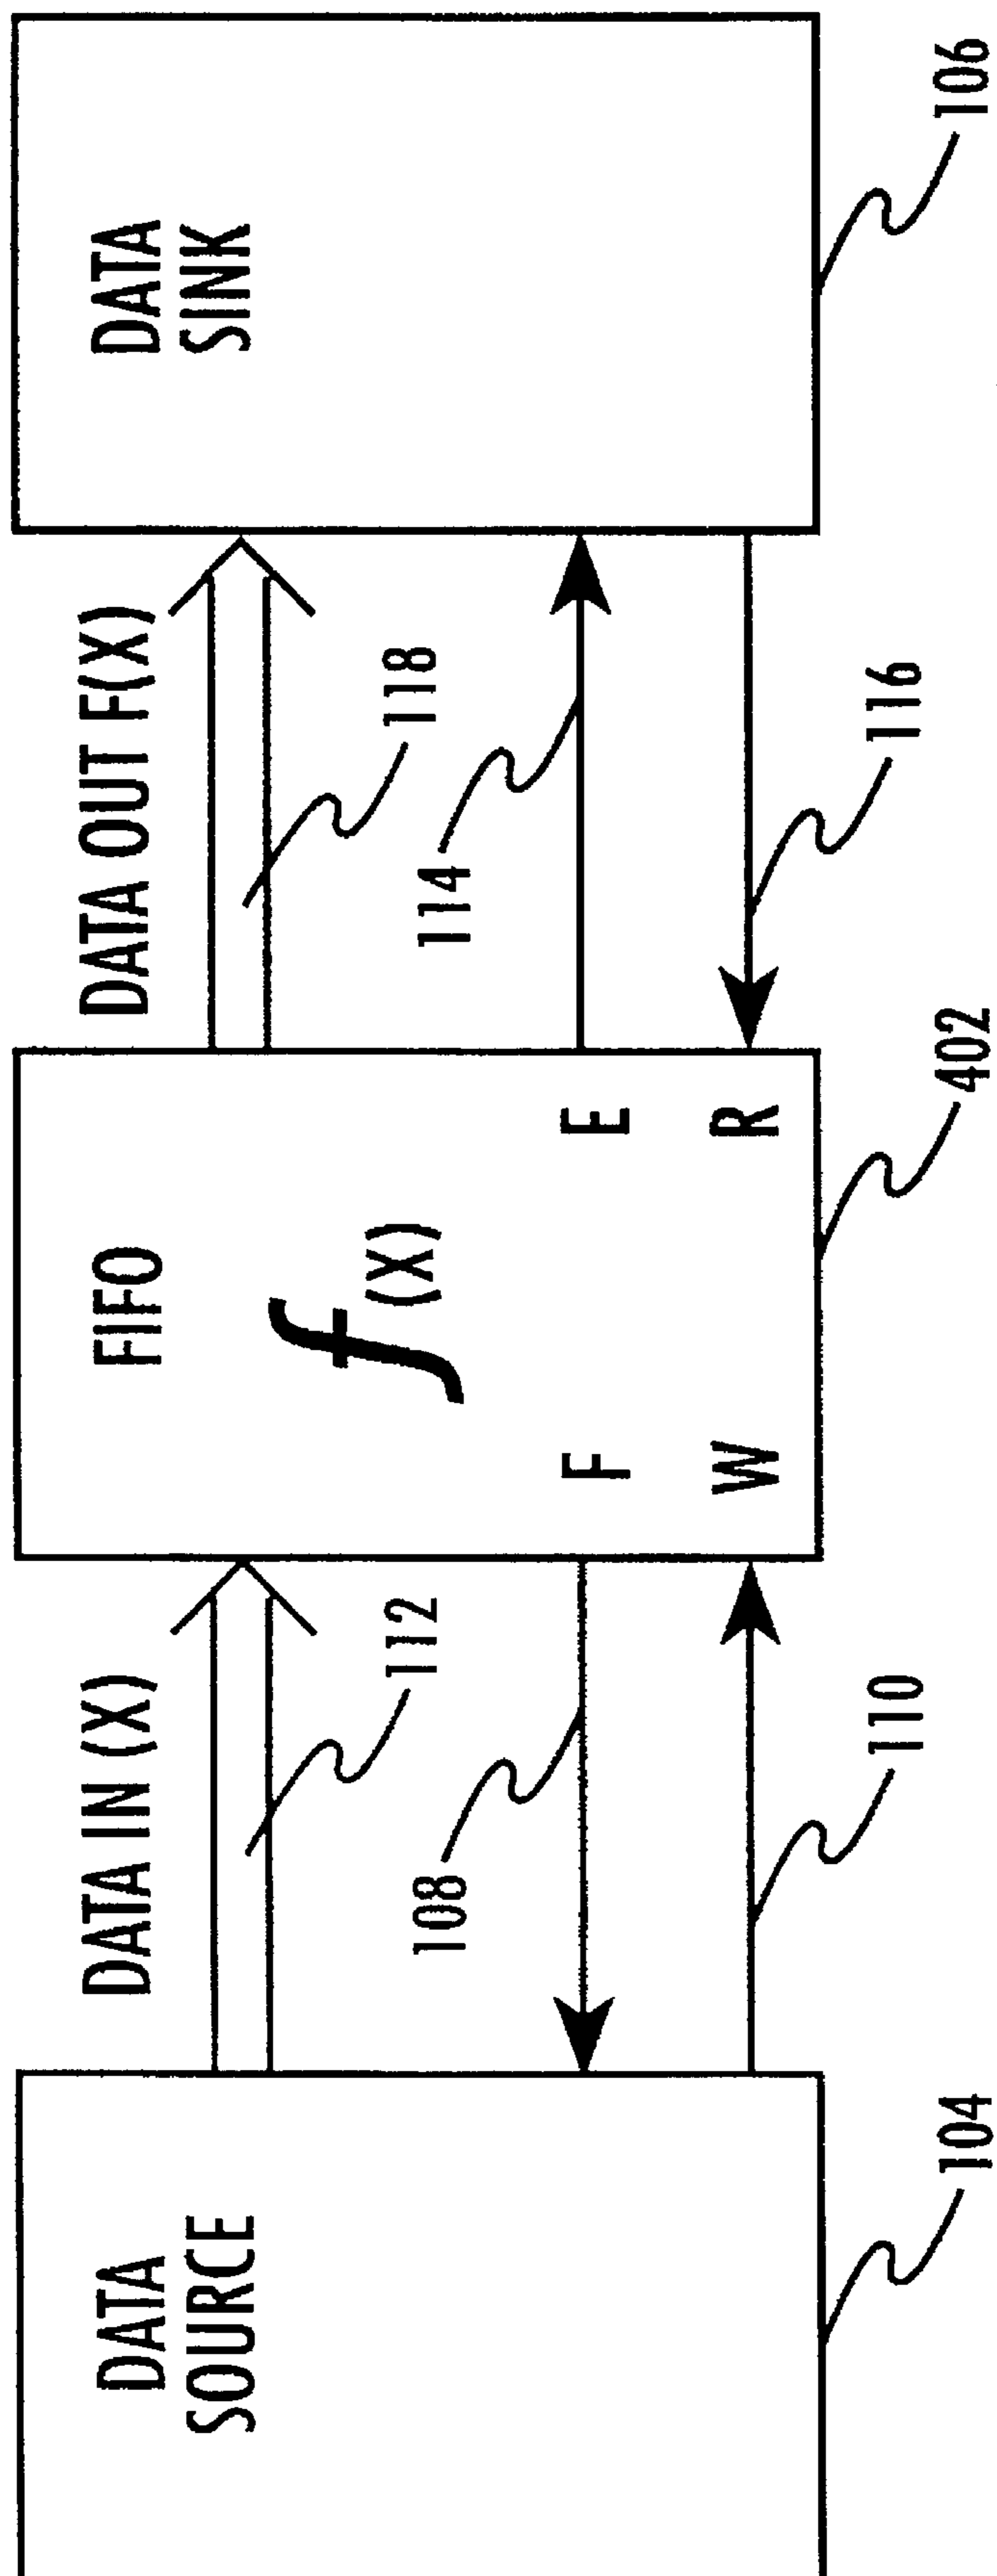 DATA
SOURCE
104
DATA IN (X)
112
108
110
FIFO
f(X)
F
E
W
R
402
DATA OUT F(X)
118
114
116
DATA
SINK
106